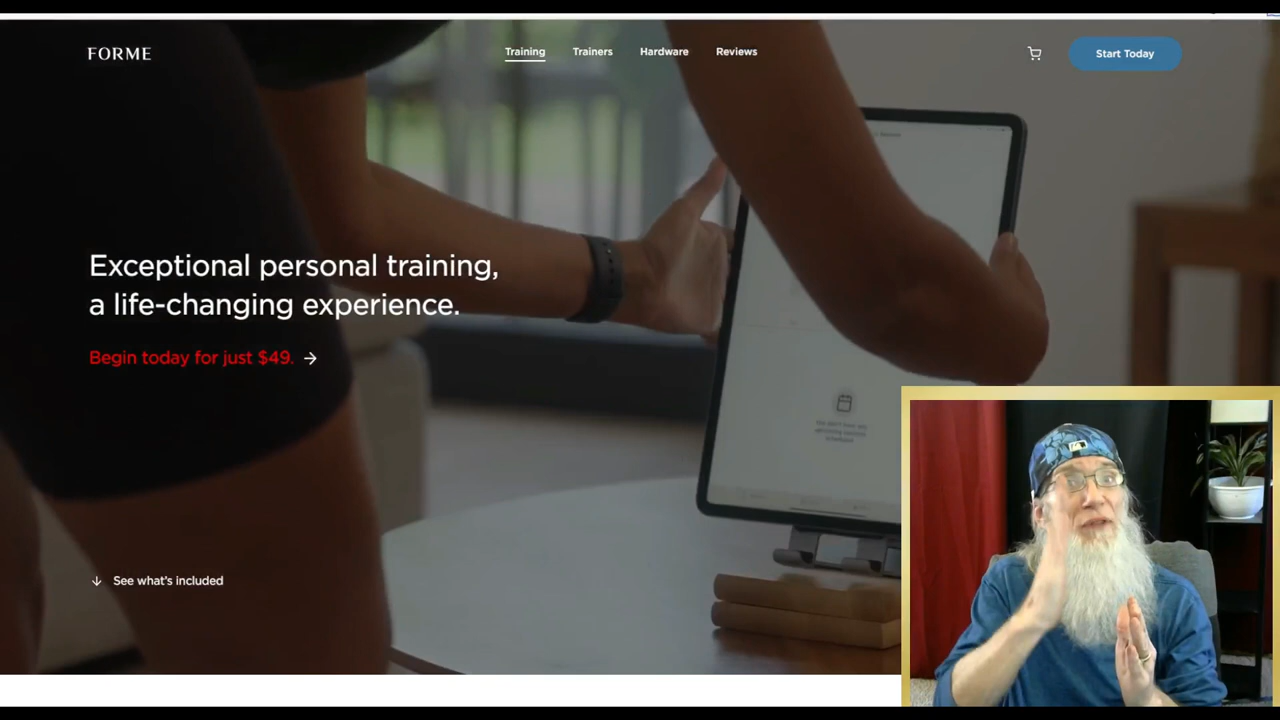 FORME
Training Trainers Hardware Reviews
Start Today
Exceptional personal training,
a life-changing experience.
Begin today for just $49. →
↓ See what's included